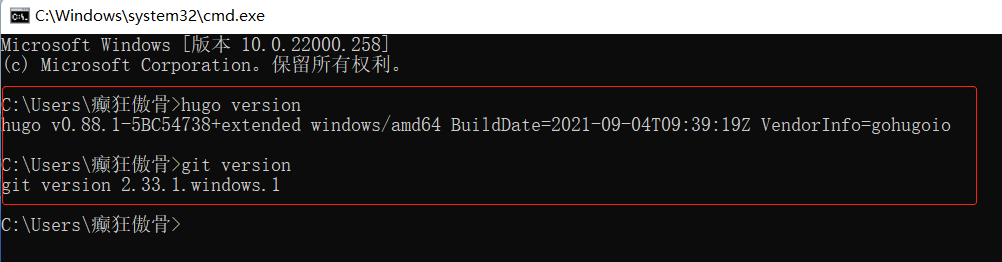 C:\Windows\system32\cmd.exe
Microsoft Windows [版本 10.0.22000.258]
(c) Microsoft Corporation。保留所有权利。
C:\Users\癫狂傲骨>hugo version
hugo v0.88.1-5BC54738+extended windows/amd64 BuildDate=2021-09-04T09:39:19Z VendorInfo=gohugoio
C:\Users\癫狂傲骨>git version
git version 2.33.1.windows.1
C:\Users\癫狂傲骨>